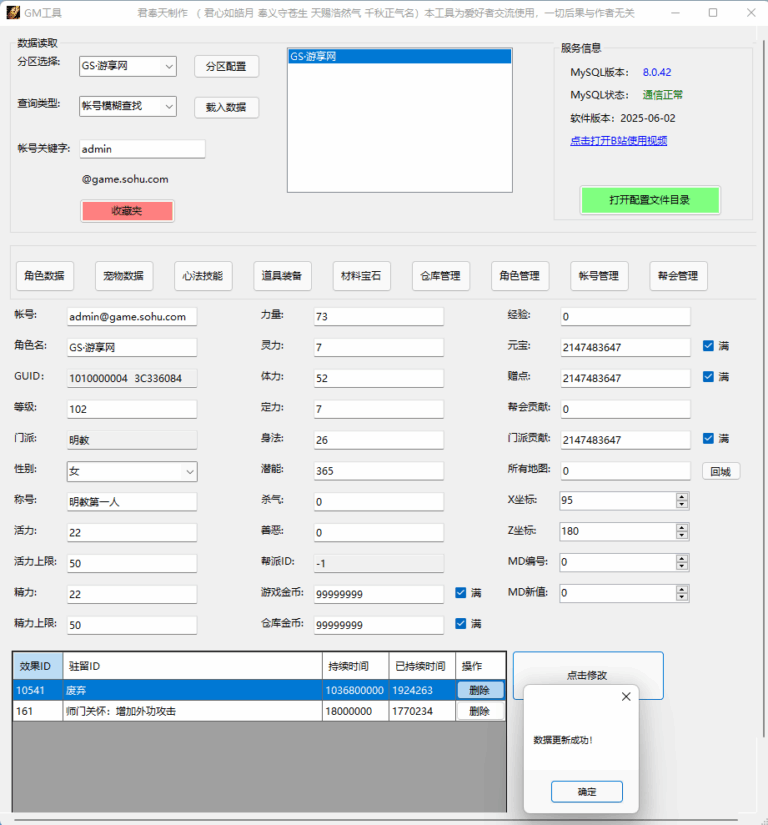 GM工具 君奉天制作 （ 君心如皓月 奉义守苍生 天赐浩然气 千秋正气名）本工具为爱好者交流使用，一切后果与作者无关
数据读取
分区选择: GS·游享网 分区配置
查询类型: 帐号模糊查找 载入数据
帐号关键字: admin
@game.sohu.com
收藏夹
GS·游享网
服务信息
MySQL版本: 8.0.42
MySQL状态: 通信正常
软件版本: 2025-06-02
点击打开B站使用视频
打开配置文件目录
角色数据 宠物数据 心法技能 道具装备 材料宝石 仓库管理 角色管理 帐号管理 帮会管理
帐号: admin@game.sohu.com 力量: 73 经验: 0
角色名: GS·游享网 灵力: 7 元宝: 2147483647 满
GUID: 1010000004 3C336084 体力: 52 赠点: 2147483647 满
等级: 102 定力: 7 帮会贡献: 0
门派: 明教 身法: 26 门派贡献: 2147483647 满
性别: 女 潜能: 365 所有地图: 0 回城
称号: 明教第一人 杀气: 0 X坐标: 95
活力: 22 善恶: 0 Z坐标: 180
活力上限: 50 帮派ID: -1 MD编号: 0
精力: 22 游戏金币: 99999999 满 MD新值: 0
精力上限: 50 仓库金币: 99999999 满
效果ID 驻留ID 持续时间 已持续时间 操作
10541 废弃 1036800000 1924263 删除
161 师门关怀：增加外功攻击 18000000 1770234 删除
点击修改
数据更新成功!
确定